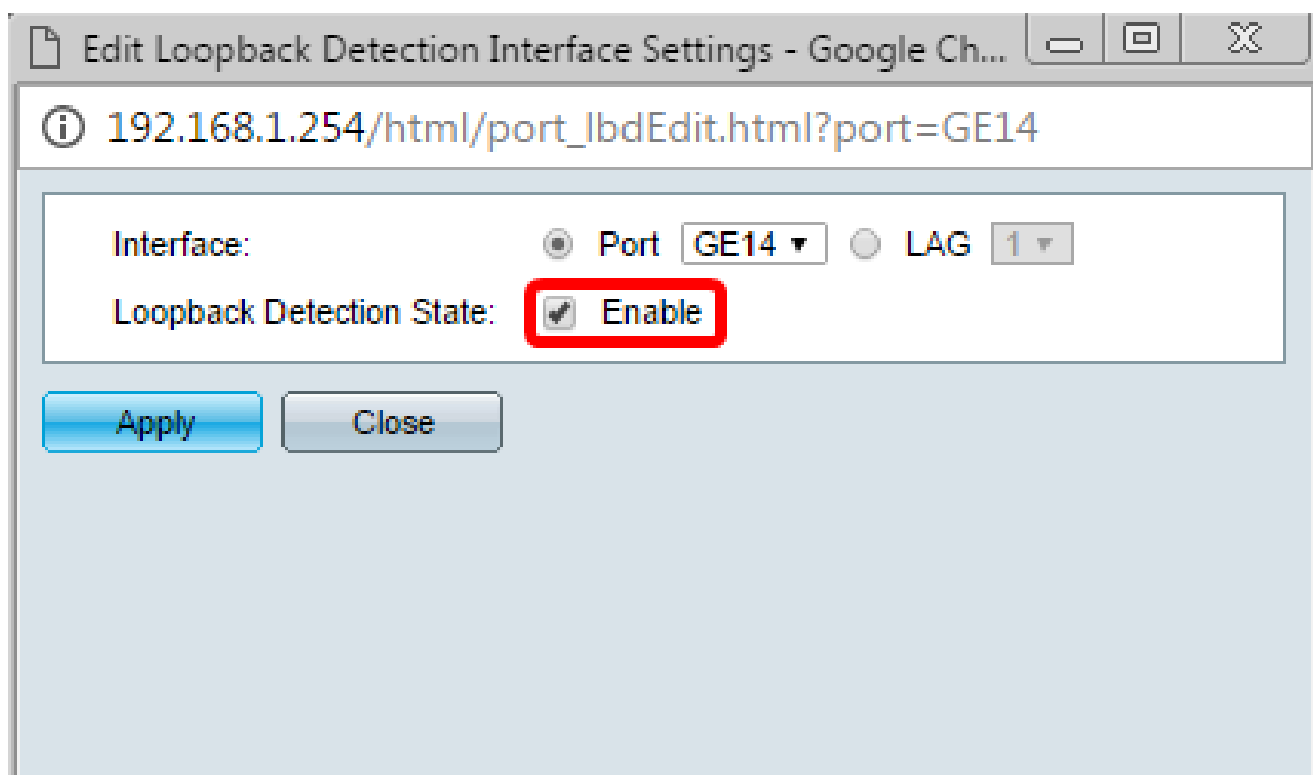 Edit Loopback Detection Interface Settings - Google Ch...
192.168.1.254/html/port_lbdEdit.html?port=GE14
Interface: Port GE14 LAG 1
Loopback Detection State: Enable
Apply Close